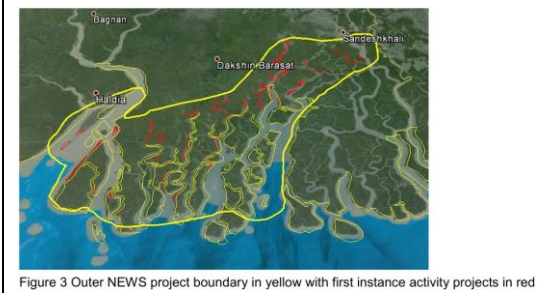 Bagnan
Sandeshkhali
Dakshin Barasat
Haldia
Figure 3 Outer NEWS project boundary in yellow with first instance activity projects in red